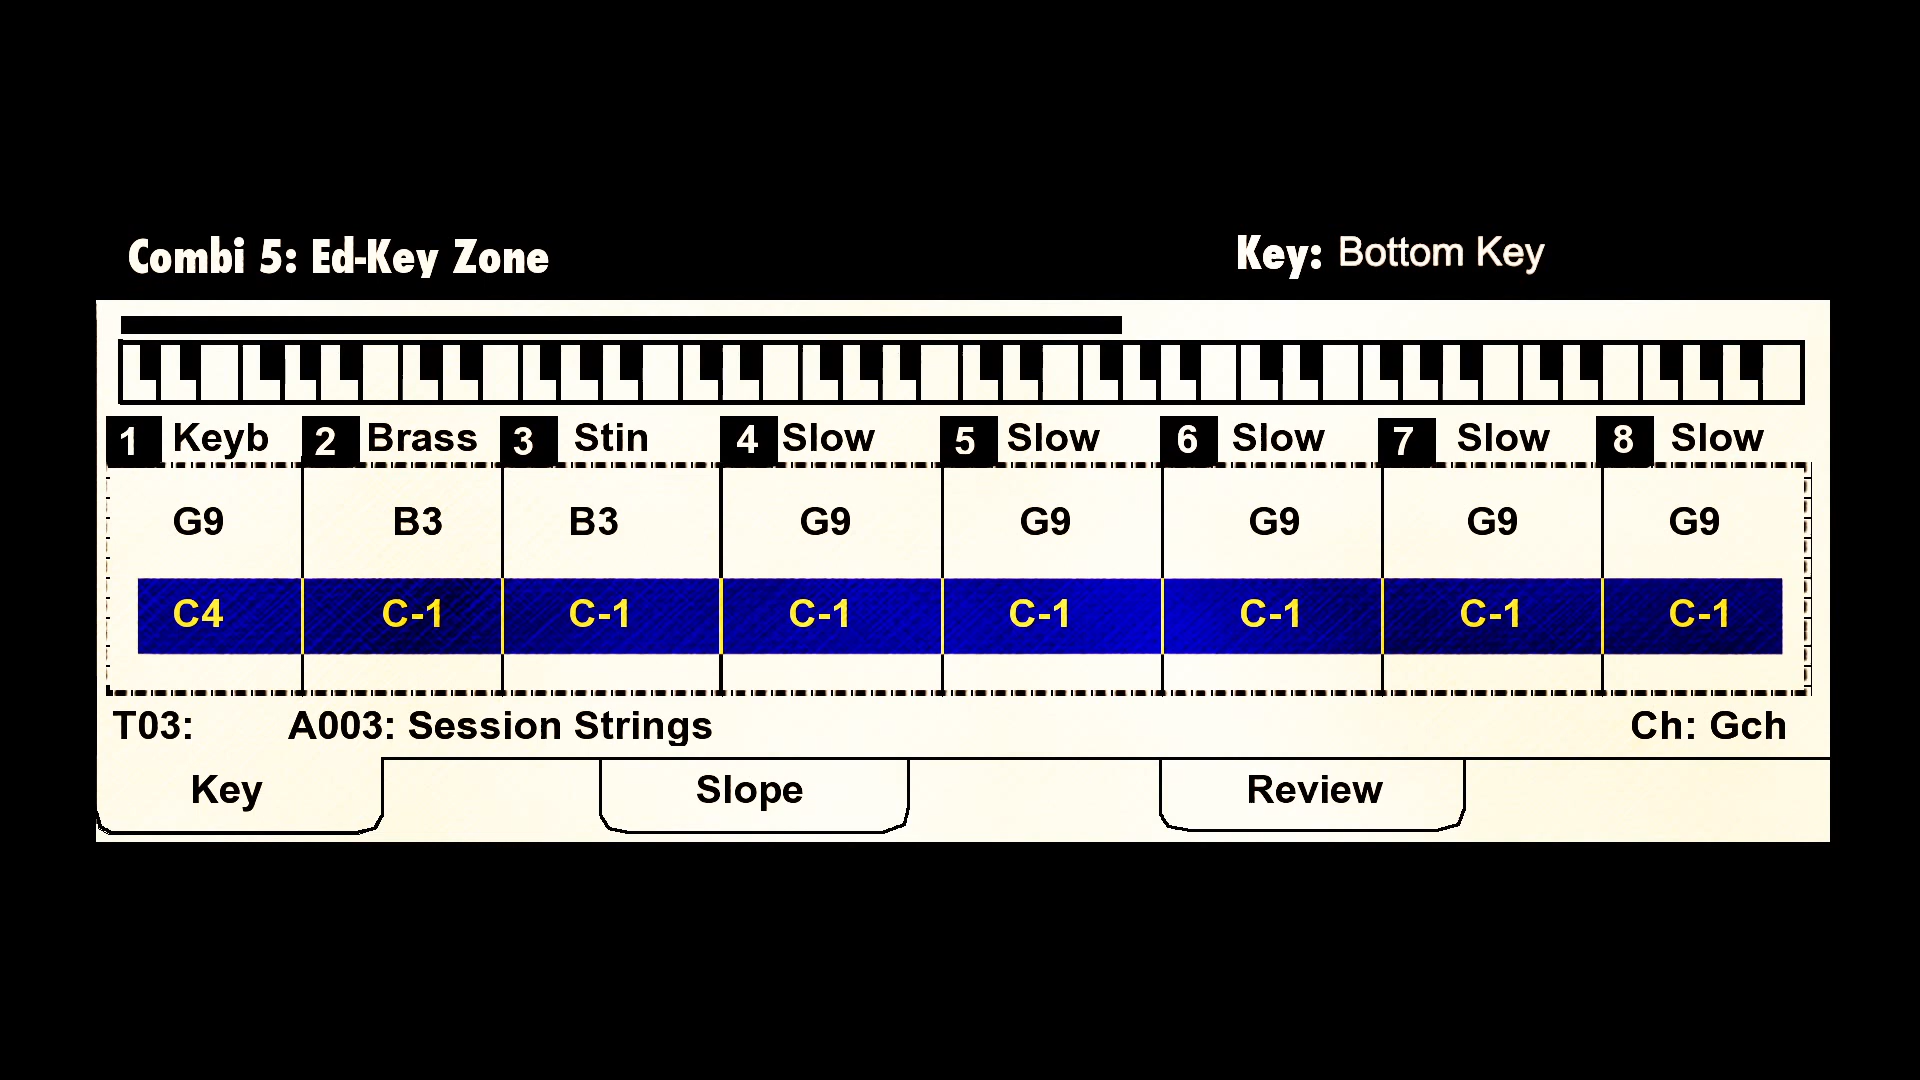 Combi 5: Ed-Key Zone Key: Bottom Key
1 Keyb 2 Brass 3 Stin 4 Slow 5 Slow 6 Slow 7 Slow 8 Slow
G9 B3 B3 G9 G9 G9 G9 G9
C4 C-1 C-1 C-1 C-1 C-1 C-1 C-1
T03: A003: Session Strings Ch: Gch
Key Slope Review